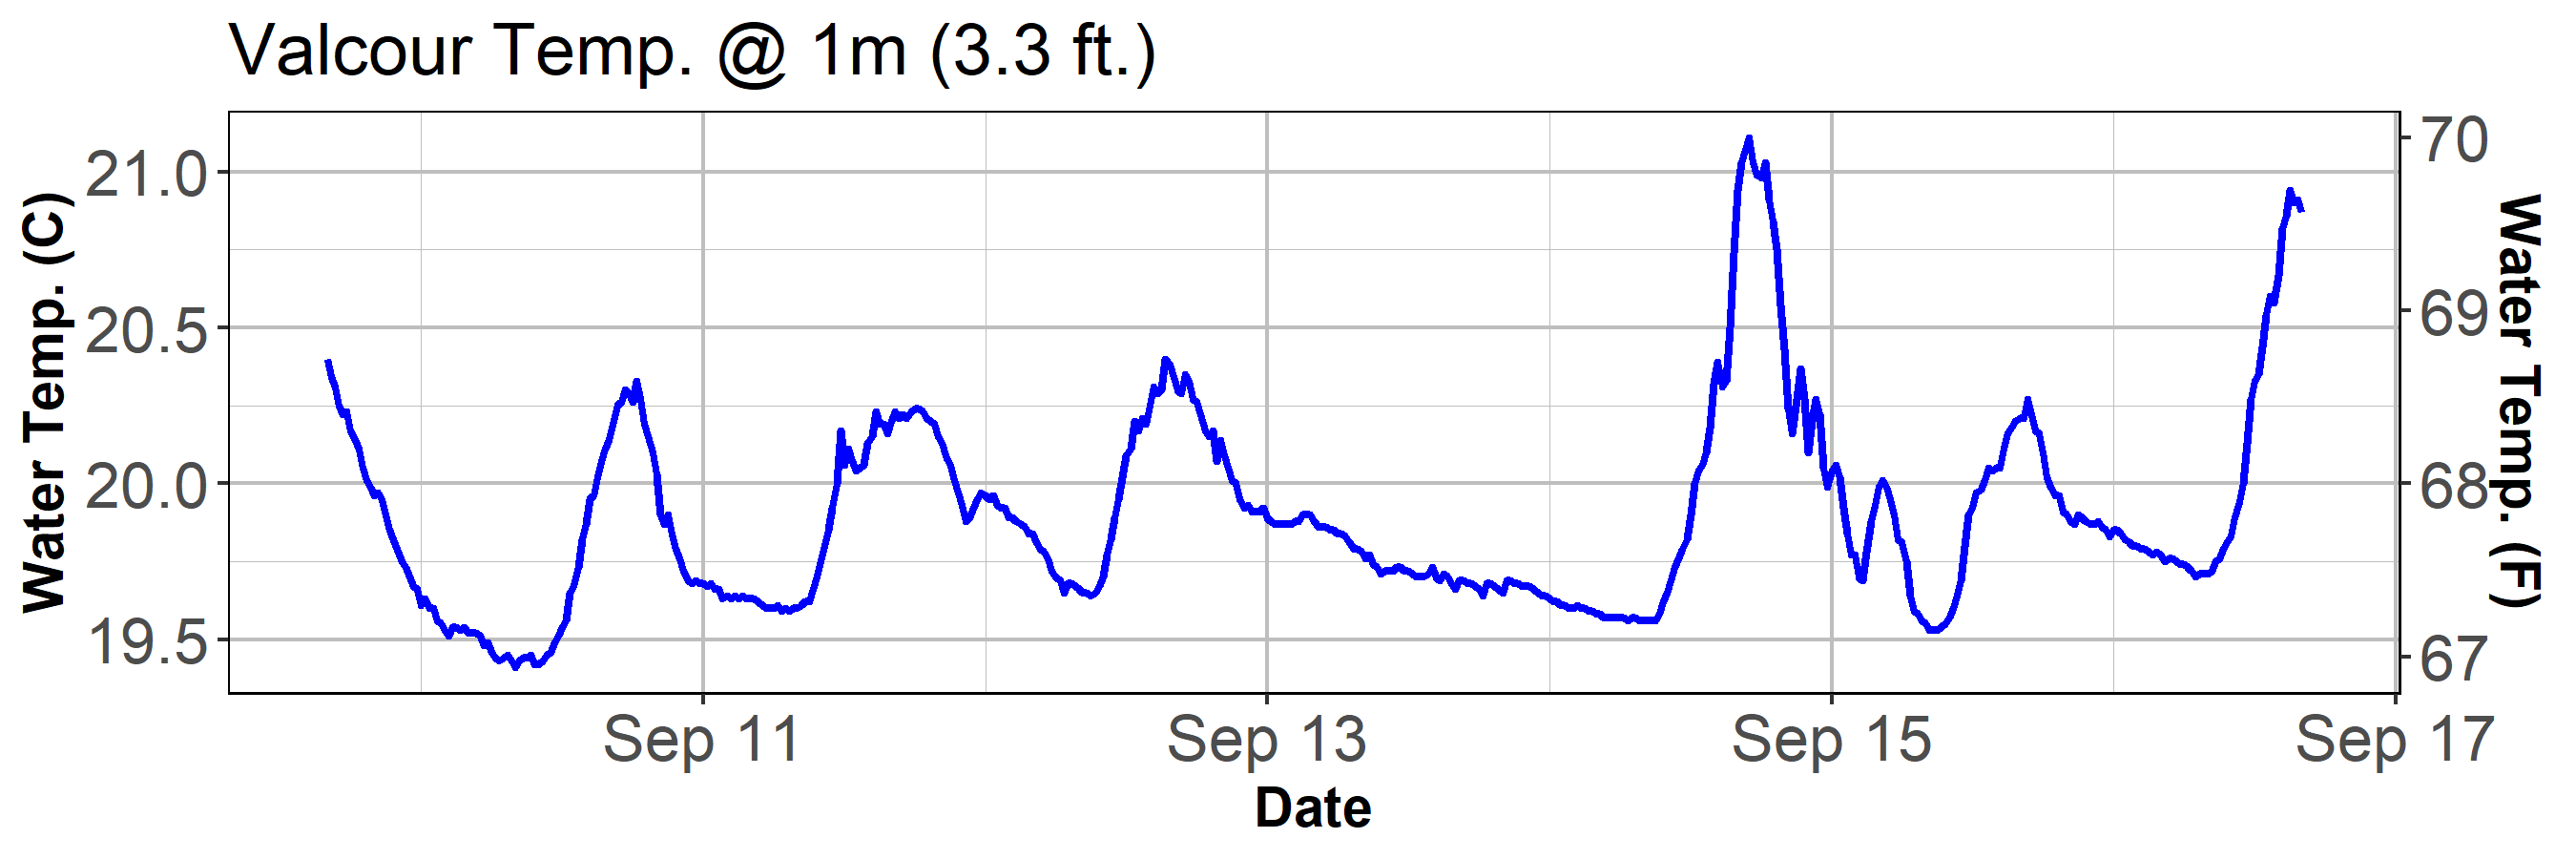 Valcour Temp. @ 1m (3.3 ft.)
Water Temp. (C)
21.0
20.5
20.0
19.5
70
69
68
67
Water Temp. (F)
Sep 11
Sep 13
Sep 15
Sep 17
Date